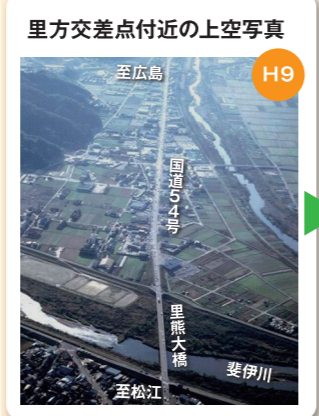 里方交差点付近の上空写真
H9
至広島
国道54号
里熊大橋
斐伊川
至松江